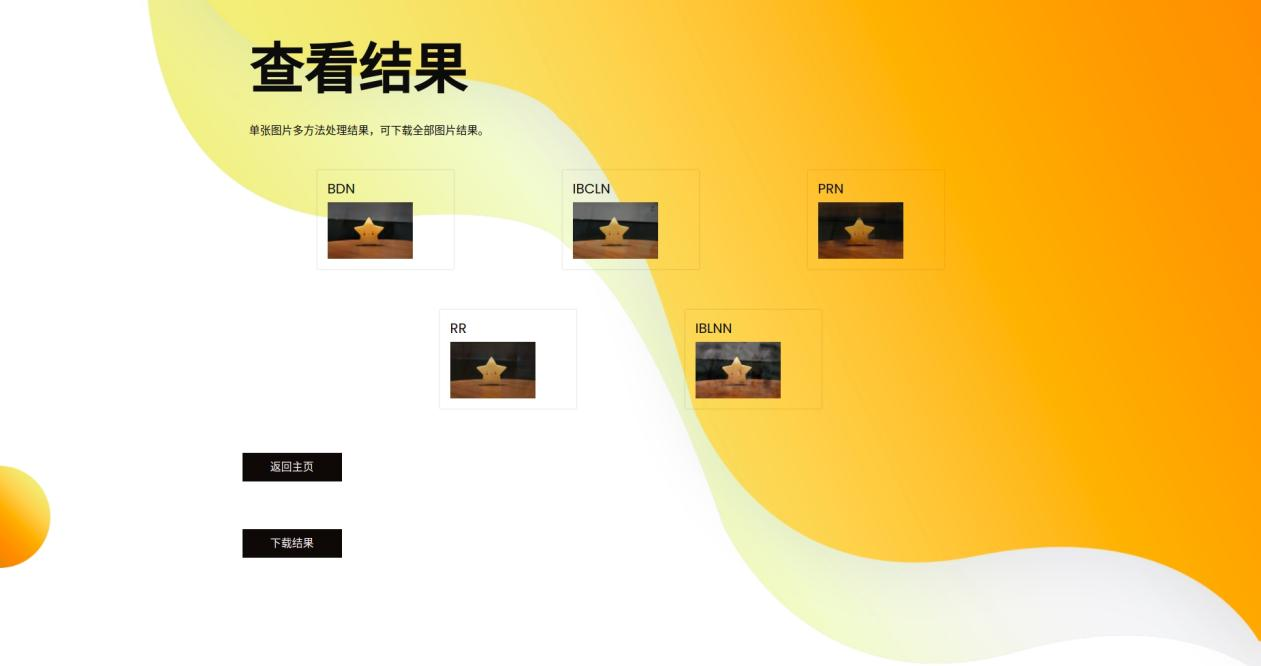 查看结果
单张图片多方法处理结果，可下载全部图片结果。
BDN
IBCLN
PRN
RR
IBLNN
返回主页
下载结果